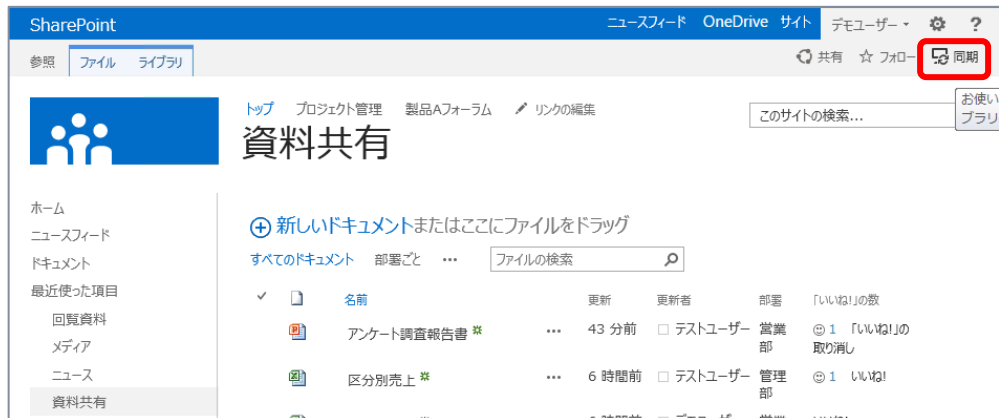 SharePoint ニュースフィード OneDrive サイト デモユーザー ?
参照 ファイル ライブラリ 共有 フォロー 同期
お使い
ブラリ
トップ プロジェクト管理 製品Aフォーラム リンクの編集
このサイトの検索...
資料共有
ホーム
ニュースフィード
ドキュメント
最近使った項目
回覧資料
メディア
ニュース
資料共有
新しいドキュメントまたはここにファイルをドラッグ
すべてのドキュメント 部署ごと ••• ファイルの検索
名前 更新 更新者 部署 「いいね!」の数
アンケート調査報告書 ••• 43 分前 テストユーザー 営業部 1 「いいね!」の取り消し
区分別売上 ••• 6 時間前 テストユーザー 管理部 1 いいね!